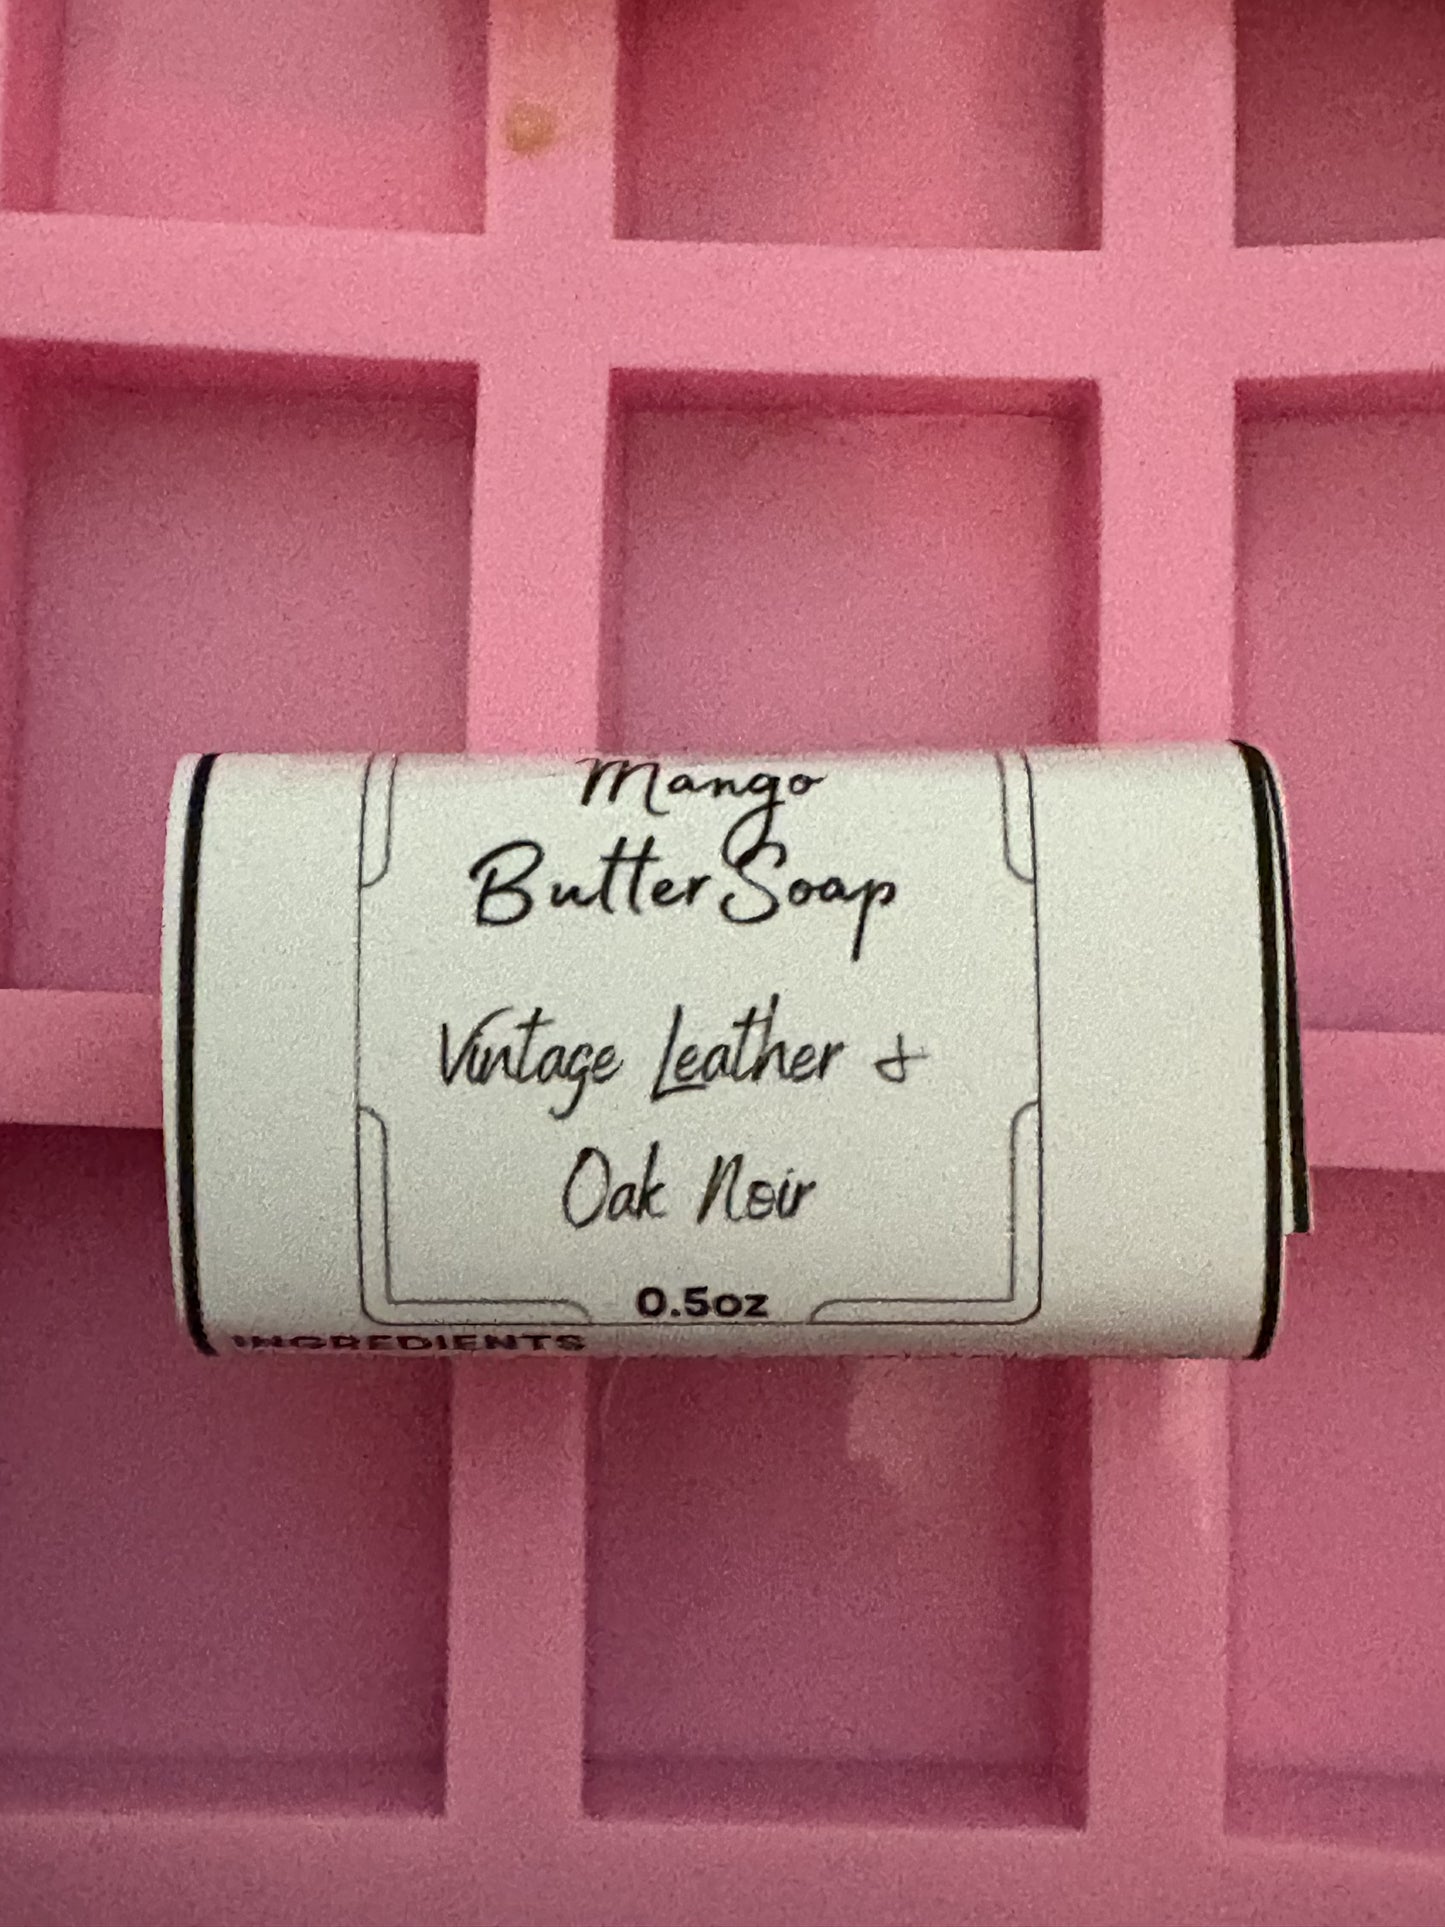 Mango
Butter Soap
Vintage Leather &
Oak Noir
0.5oz
INGREDIENTS